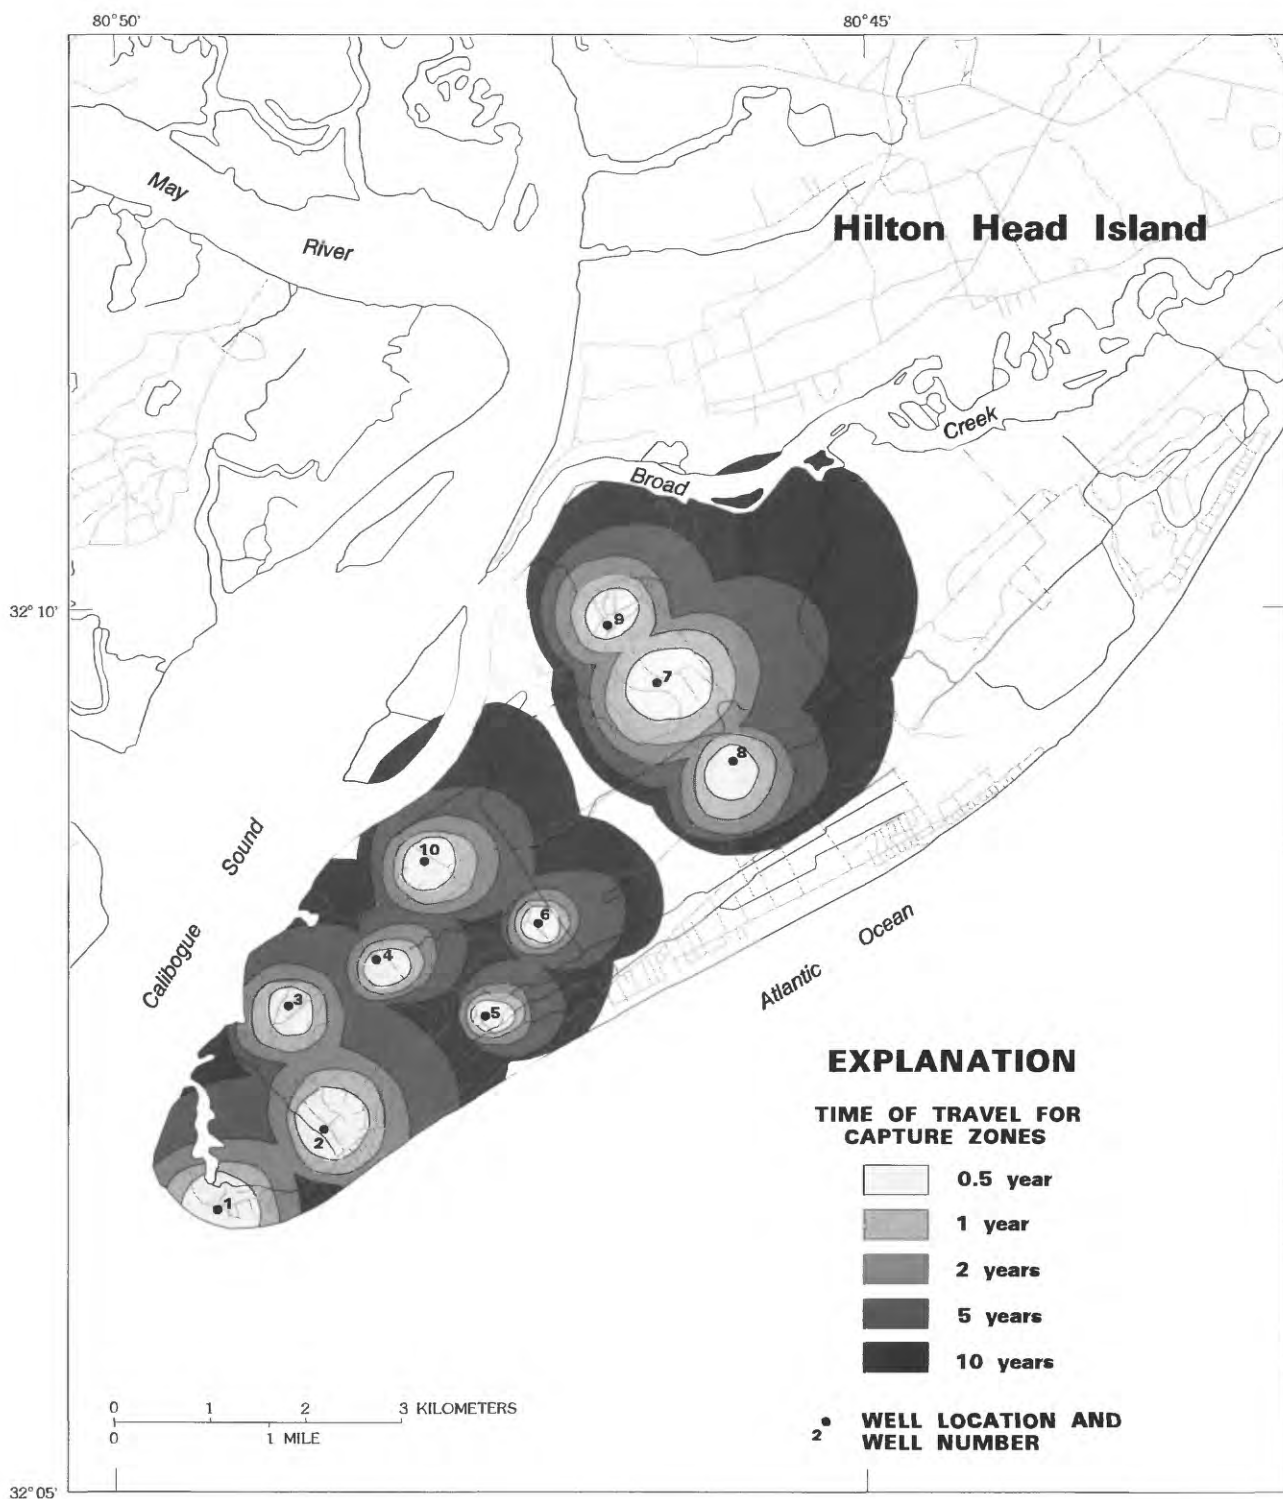 80°50' 80°45'
May
River
Hilton Head Island
Creek
Broad
32°10'
9
7
8
10
Sound
6
4
Calibogue
3
5
Ocean
Atlantic
2
1
EXPLANATION
TIME OF TRAVEL FOR
CAPTURE ZONES
0.5 year
1 year
2 years
5 years
10 years
2 WELL LOCATION AND
WELL NUMBER
0 1 2 3 KILOMETERS
0 1 MILE
32°05'